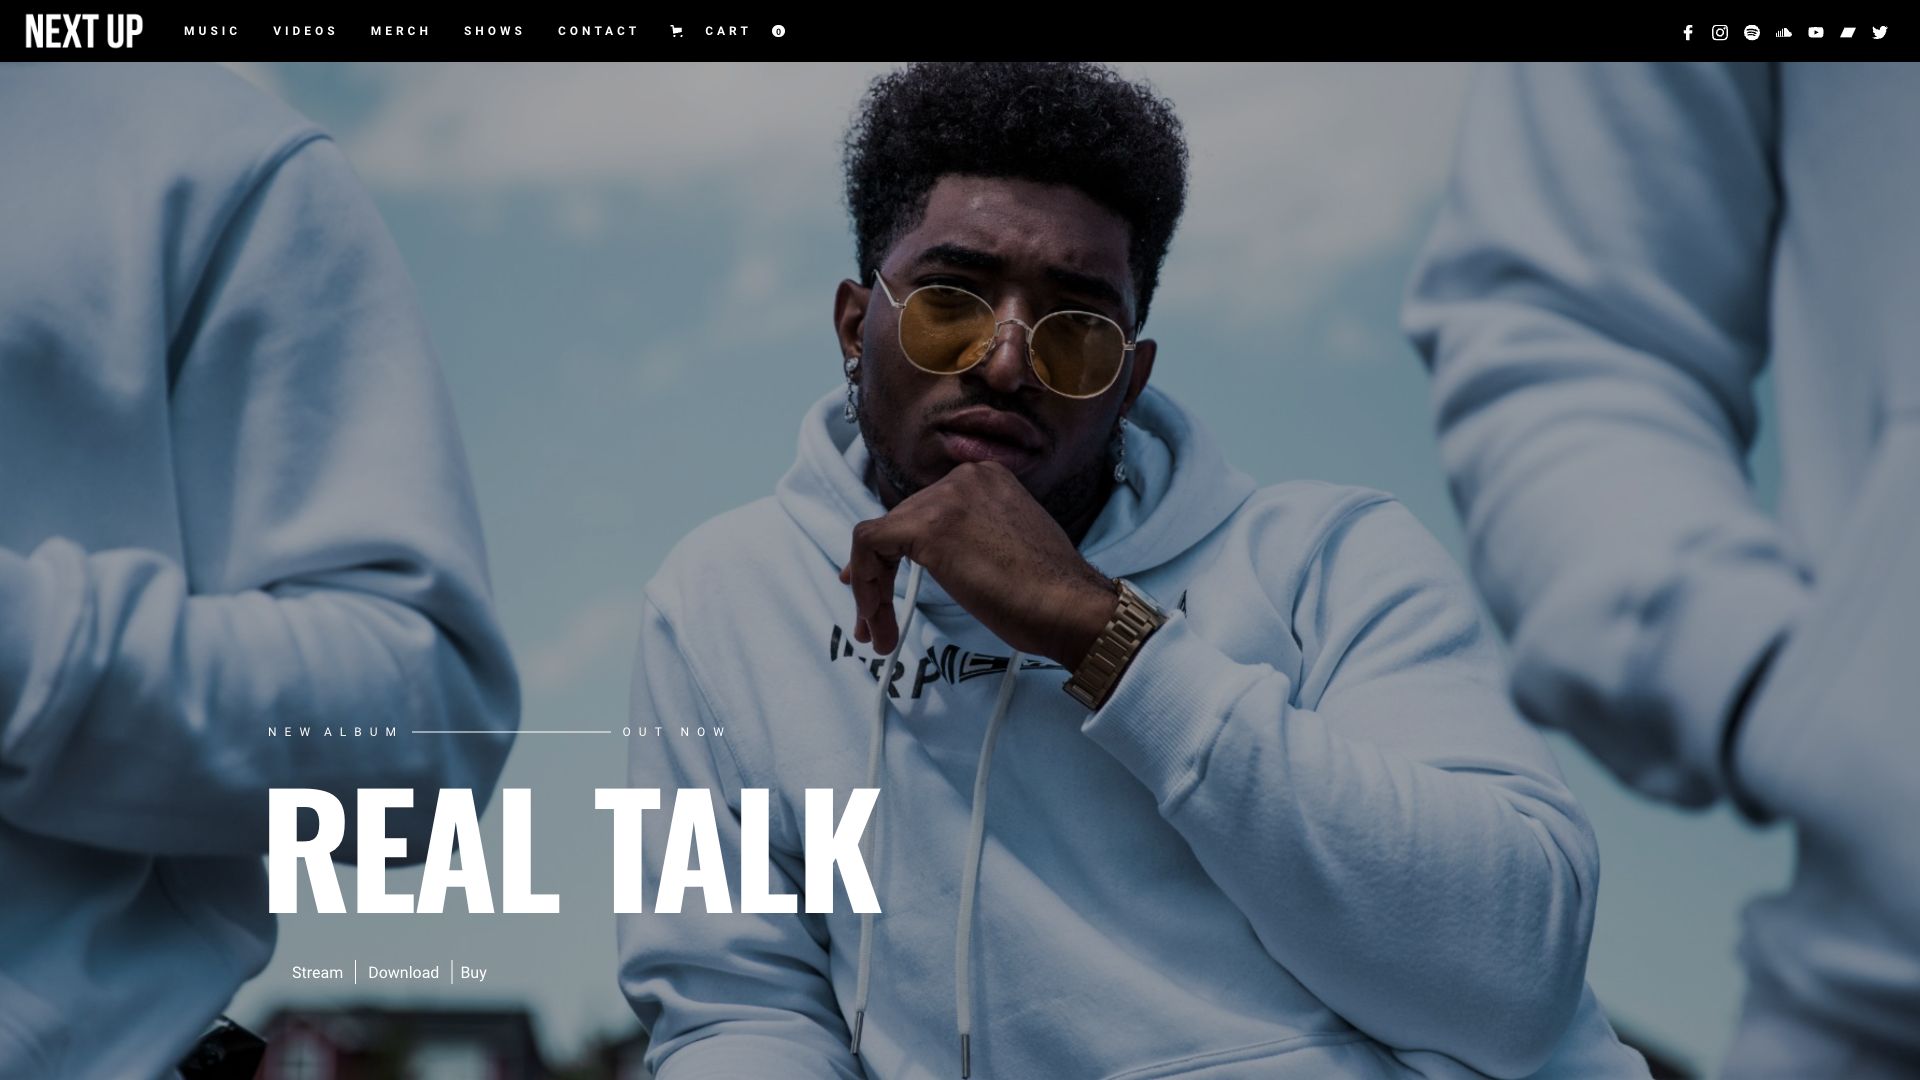 NEXT UP MUSIC VIDEOS MERCH SHOWS CONTACT CART 0
NEW ALBUM OUT NOW
REAL TALK
Stream Download Buy